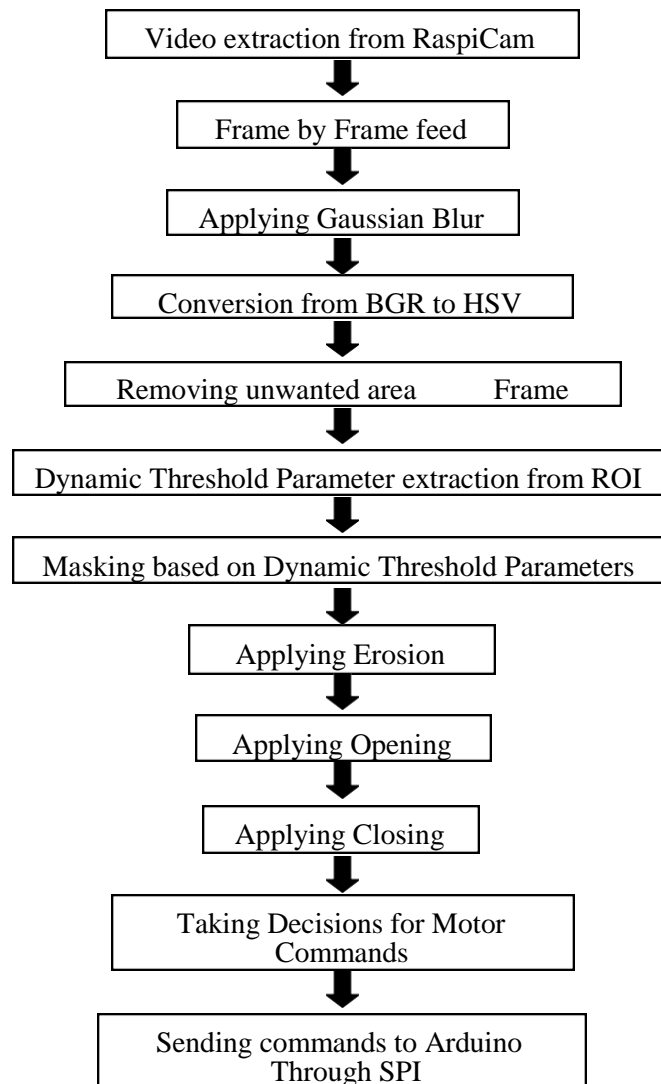 Video extraction from RaspiCam
Frame by Frame feed
Applying Gaussian Blur
Conversion from BGR to HSV
Removing unwanted area Frame
Dynamic Threshold Parameter extraction from ROI
Masking based on Dynamic Threshold Parameters
Applying Erosion
Applying Opening
Applying Closing
Taking Decisions for Motor
Commands
Sending commands to Arduino
Through SPI